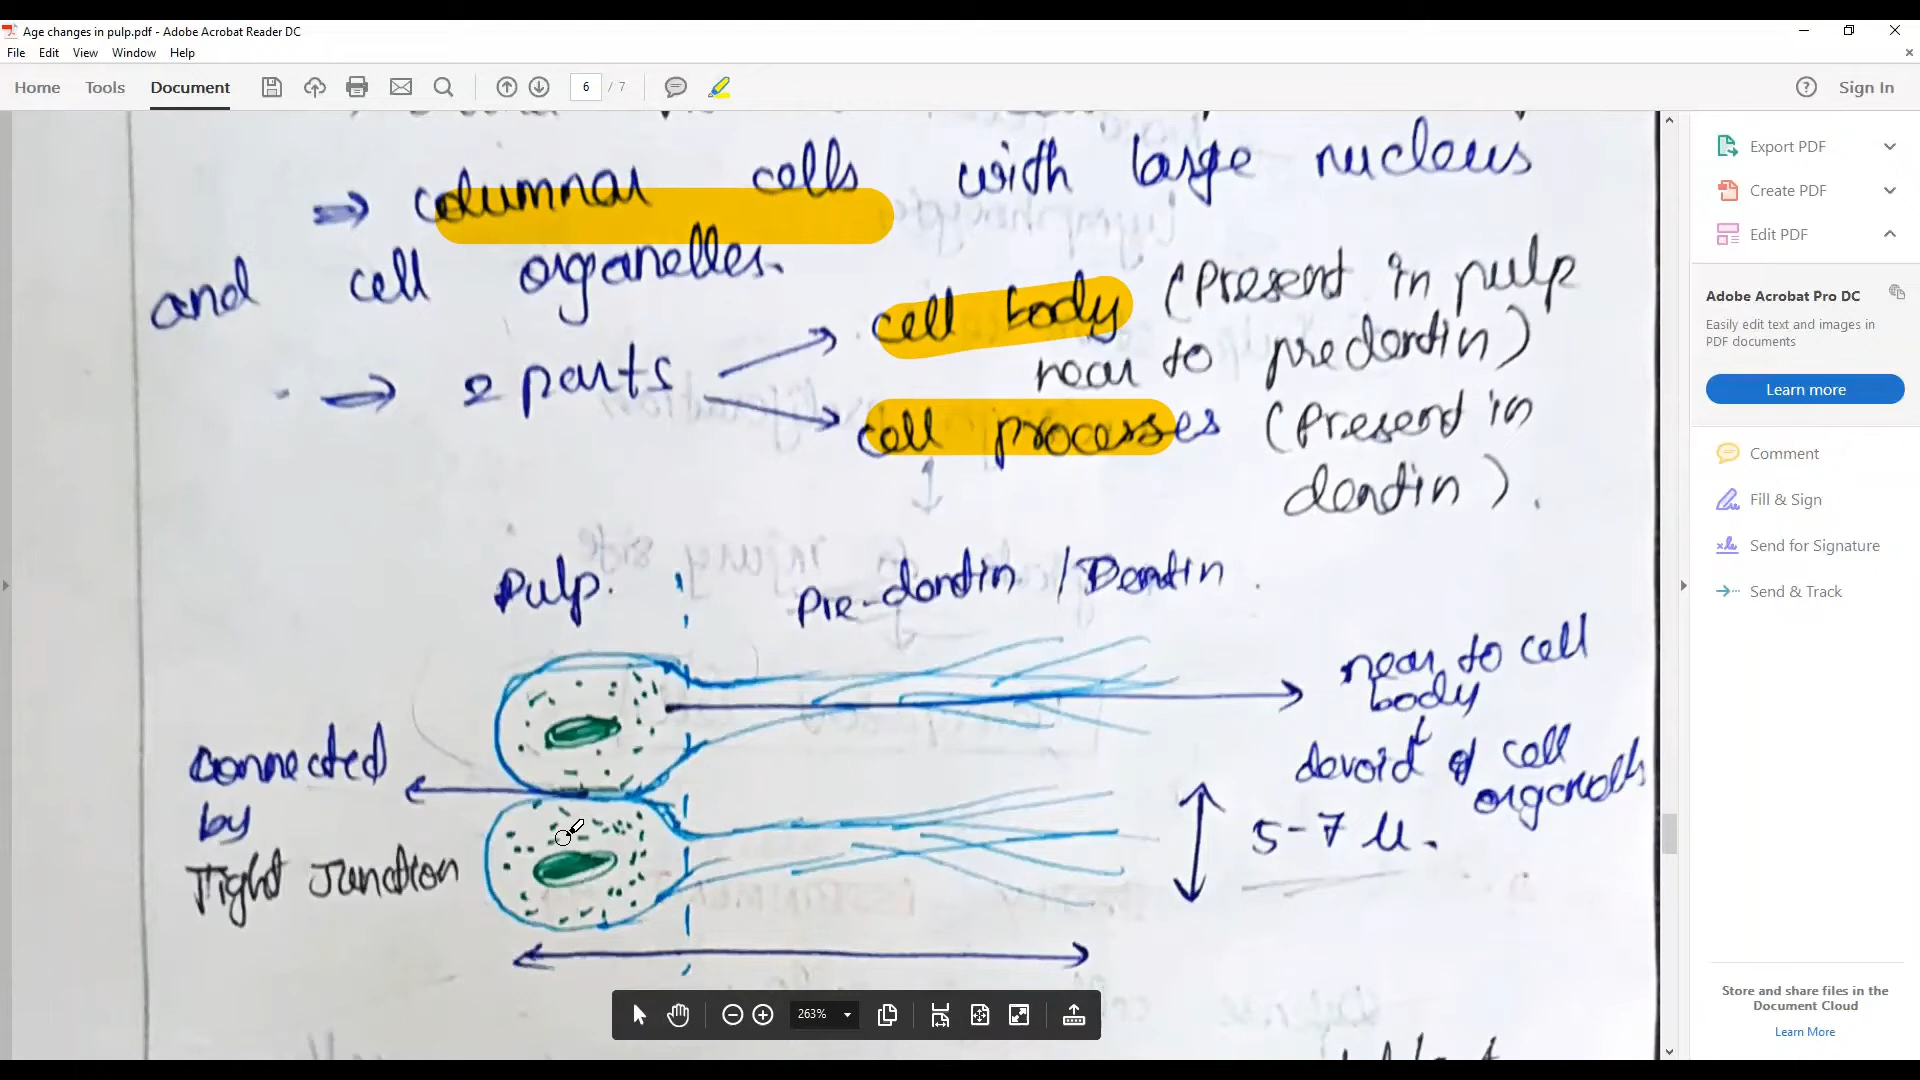 Age changes in pulp.pdf - Adobe Acrobat Reader DC
File Edit View Window Help
Home Tools Document 6 / 7 Sign In
⇒ columnar cells with large nucleus
and cell organelles.
⇒ 2 parts
cell body (Present in pulp
near to predentin)
cell processes (Present in
dentin).
Pulp. Pre-dentin / Dentin.
near to cell
body
devoid of cell
organells
5-7 µ.
connected
by
Tight Junction
263%
Export PDF
Create PDF
Edit PDF
Adobe Acrobat Pro DC
Easily edit text and images in
PDF documents
Learn more
Comment
Fill & Sign
Send for Signature
Send & Track
Store and share files in the
Document Cloud
Learn More